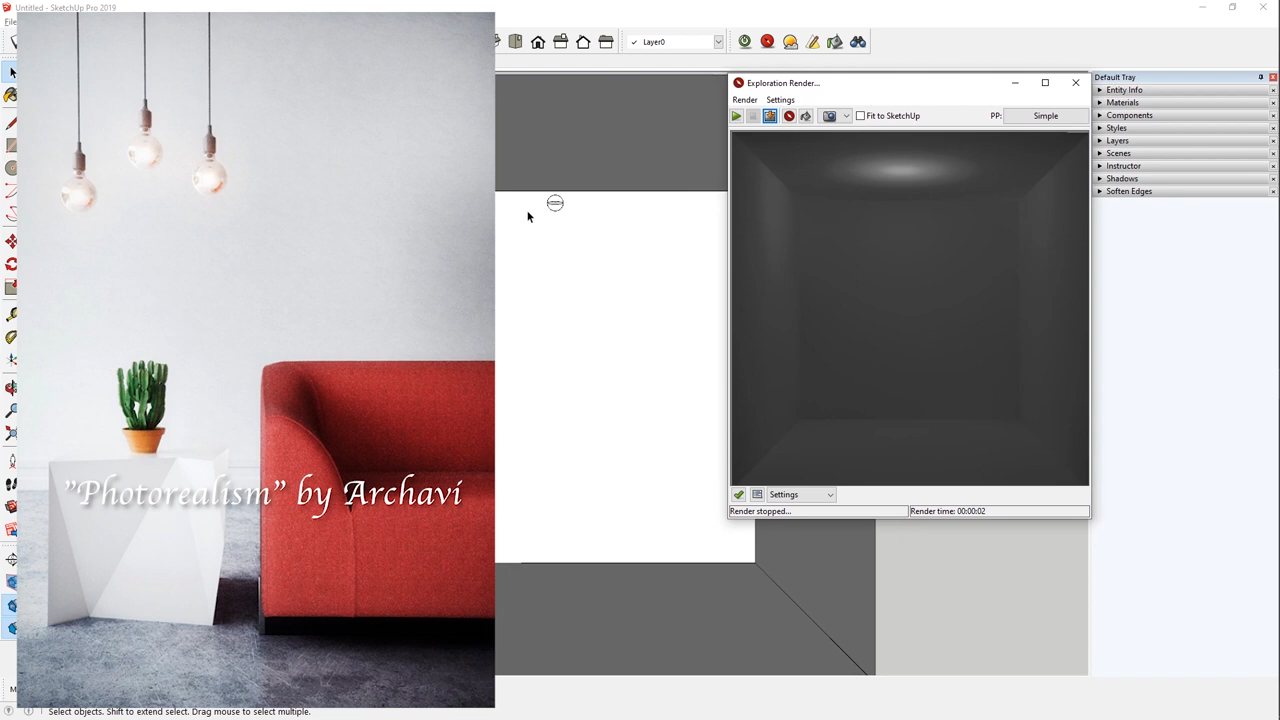 Untitled - SketchUp Pro 2019
Layer0
Exploration Render...
Render Settings
Fit to SketchUp
PP: Simple
Settings
Render stopped...
Render time: 00:00:02
Default Tray
Entity Info
Materials
Components
Styles
Layers
Scenes
Instructor
Shadows
Soften Edges
"Photorealism" by Archavi
Select objects. Shift to extend select. Drag mouse to select multiple.